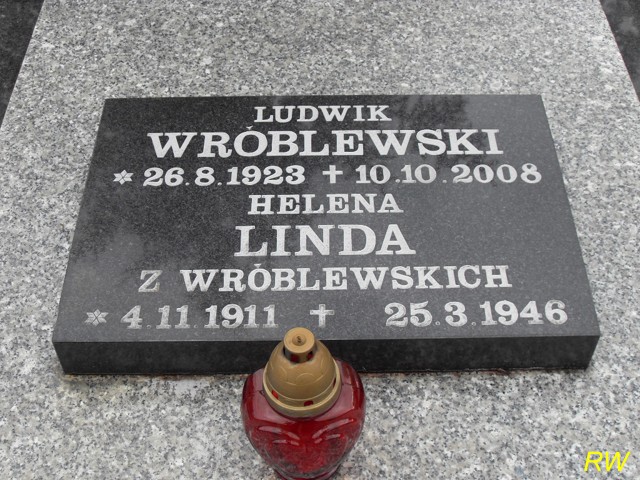 LUDWIK
WRÓBLEWSKI
* 26.8.1923 † 10.10.2008
HELENA
LINDA
Z WRÓBLEWSKICH
* 4.11.1911 † 25.3.1946
RW